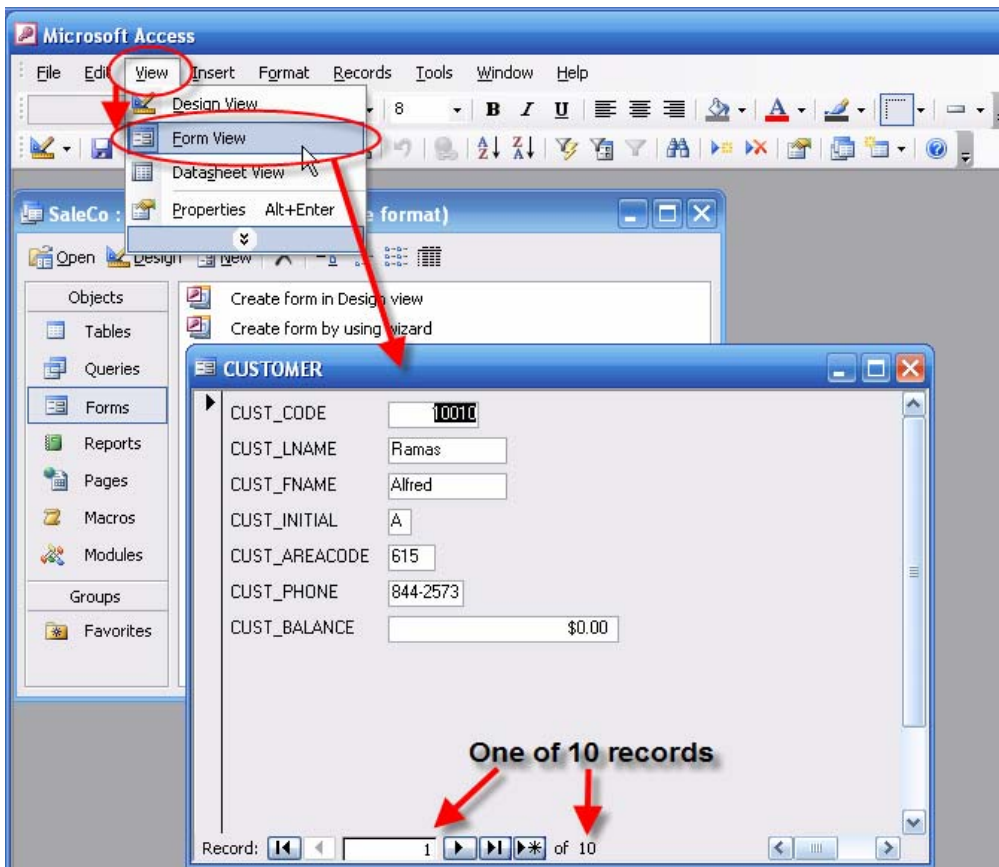 Microsoft Access
File Edit View Insert Format Records Tools Window Help
Design View
8 B I U
Form View
Datasheet View
Properties Alt+Enter
SaleCo : format)
Open Design New
Objects
Create form in Design view
Tables
Create form by using wizard
Queries
Forms
Reports
Pages
Macros
Modules
Groups
Favorites
CUSTOMER
CUST_CODE 10010
CUST_LNAME Ramas
CUST_FNAME Alfred
CUST_INITIAL A
CUST_AREACODE 615
CUST_PHONE 844-2573
CUST_BALANCE $0.00
One of 10 records
Record: 1 of 10